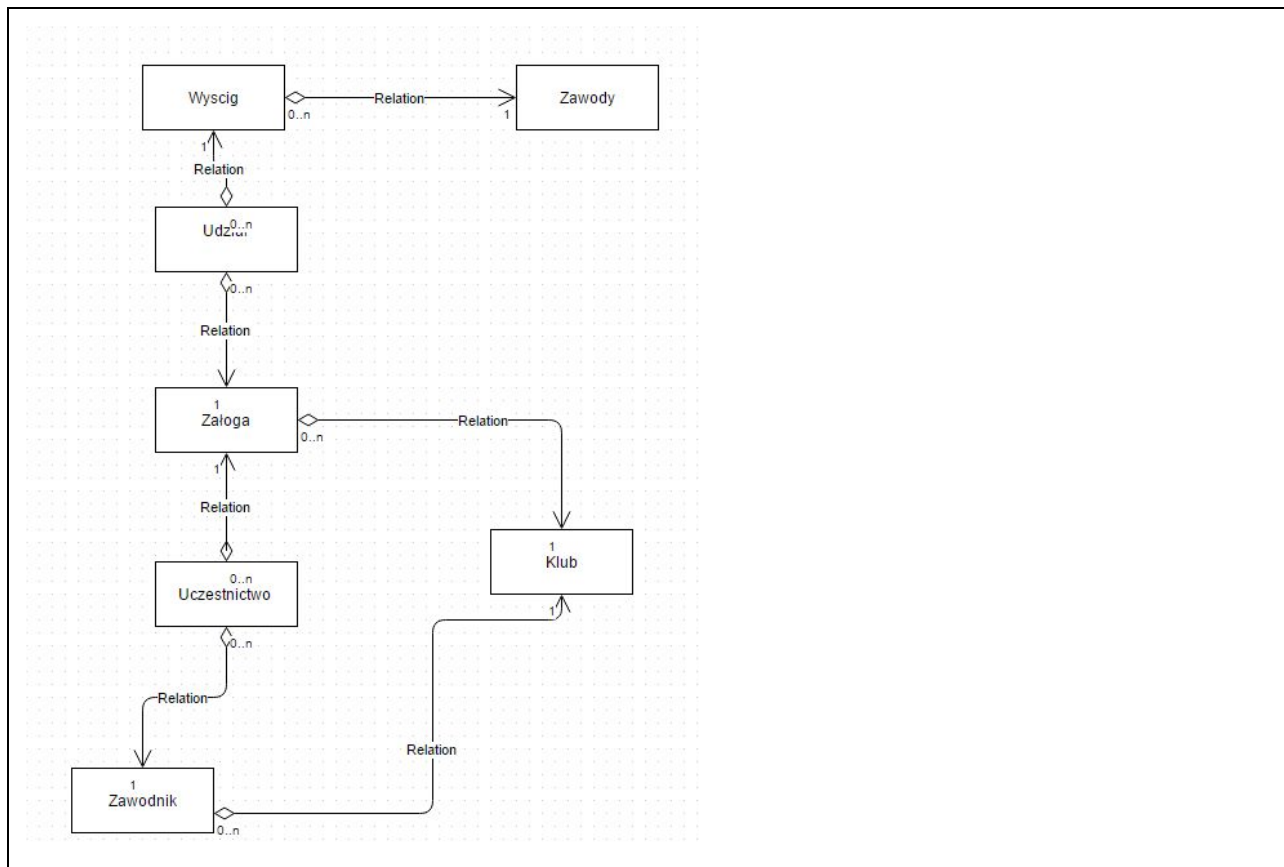 Wyscig
Relation
Zawody
0..n
1
1
Relation
0..n
0..n
Relation
1
Załoga
0..n
Relation
1
Relation
1
Klub
0..n
Uczestnictwo
1
0..n
Relation
Relation
1
Zawodnik
0..n